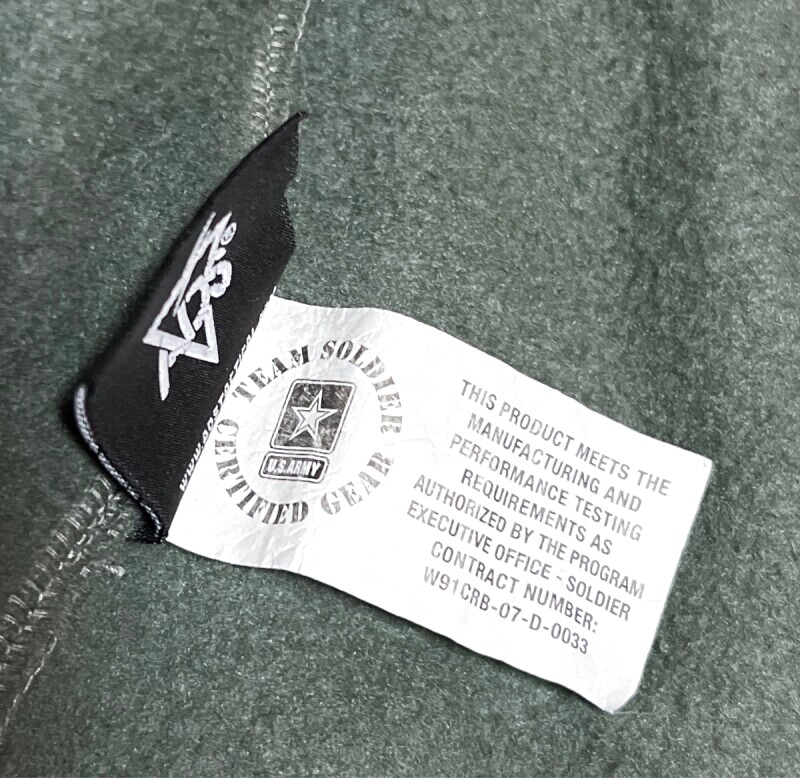 TEAM SOLDIER
CERTIFIED GEAR
U.S.ARMY
THIS PRODUCT MEETS THE
MANUFACTURING AND
PERFORMANCE TESTING
REQUIREMENTS AS
AUTHORIZED BY THE PROGRAM
EXECUTIVE OFFICE - SOLDIER
CONTRACT NUMBER:
W91CRB-07-D-0033